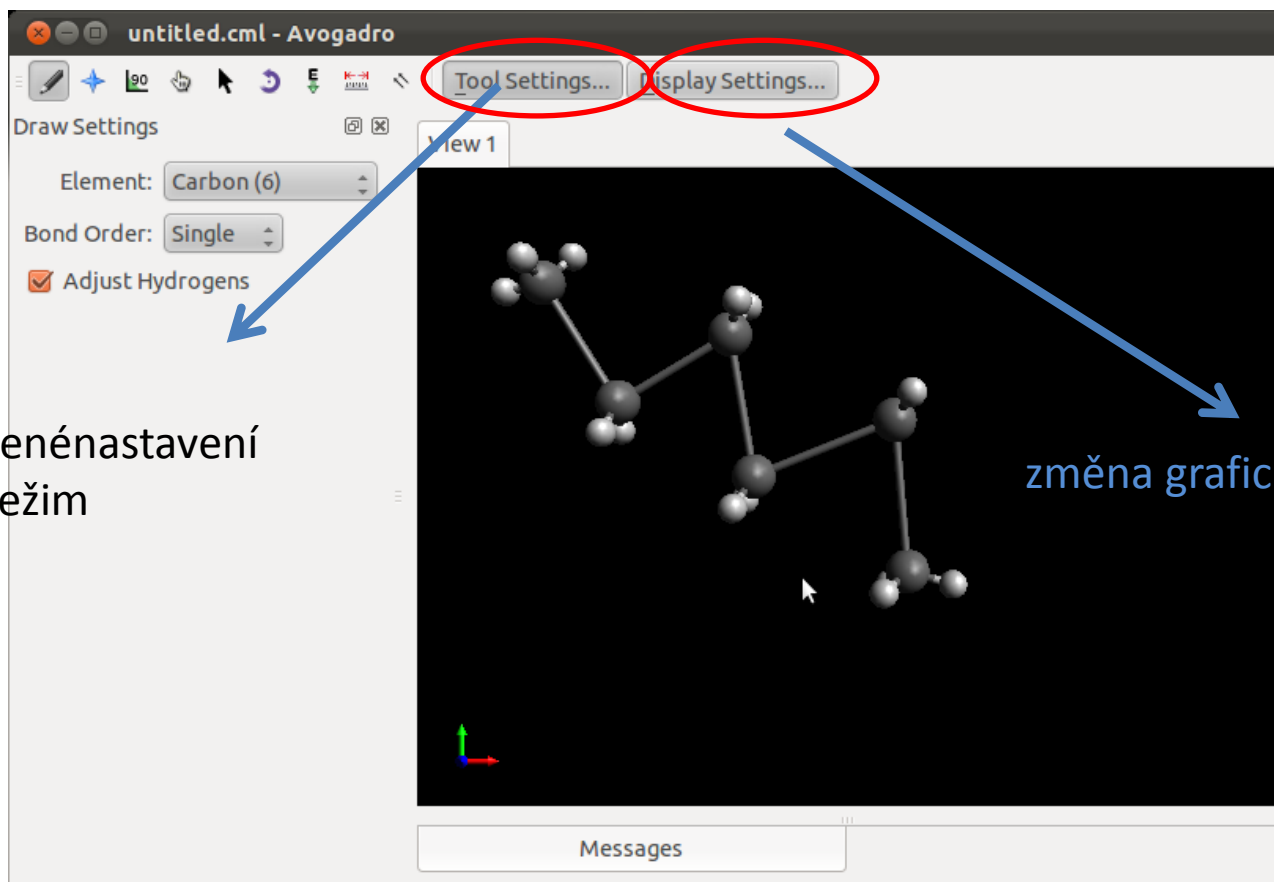 untitled.cml - Avogadro
90 E Tool Settings... Display Settings...
Draw Settings
View 1
Element: Carbon (6)
Bond Order: Single
Adjust Hydrogens
enénastavení
ežim
změna grafic
Messages